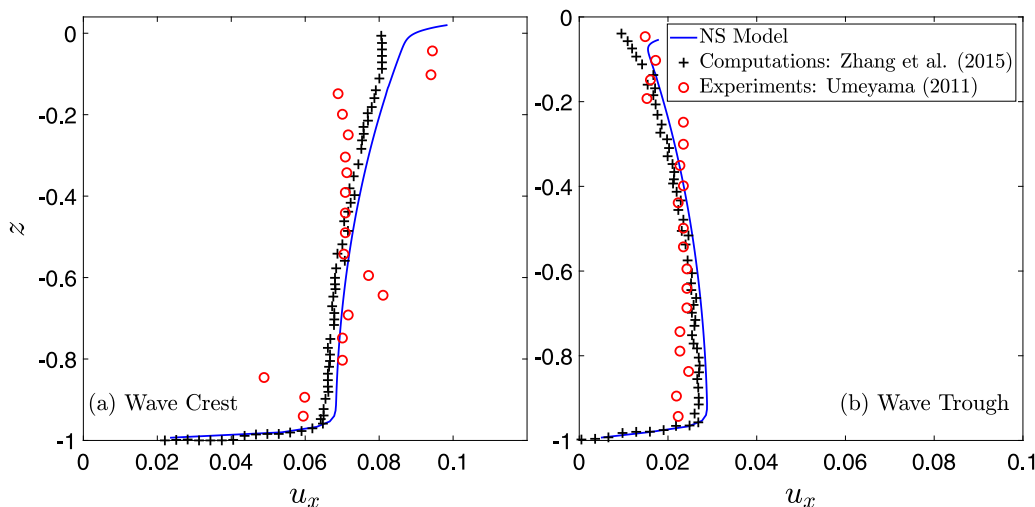 NS Model
Computations: Zhang et al. (2015)
Experiments: Umeyama (2011)
z
0
-0.2
-0.4
-0.6
-0.8
-1
(a) Wave Crest
0 0.02 0.04 0.06 0.08 0.1
u_x
0
-0.2
-0.4
-0.6
-0.8
-1
(b) Wave Trough
0 0.02 0.04 0.06 0.08 0.1
u_x